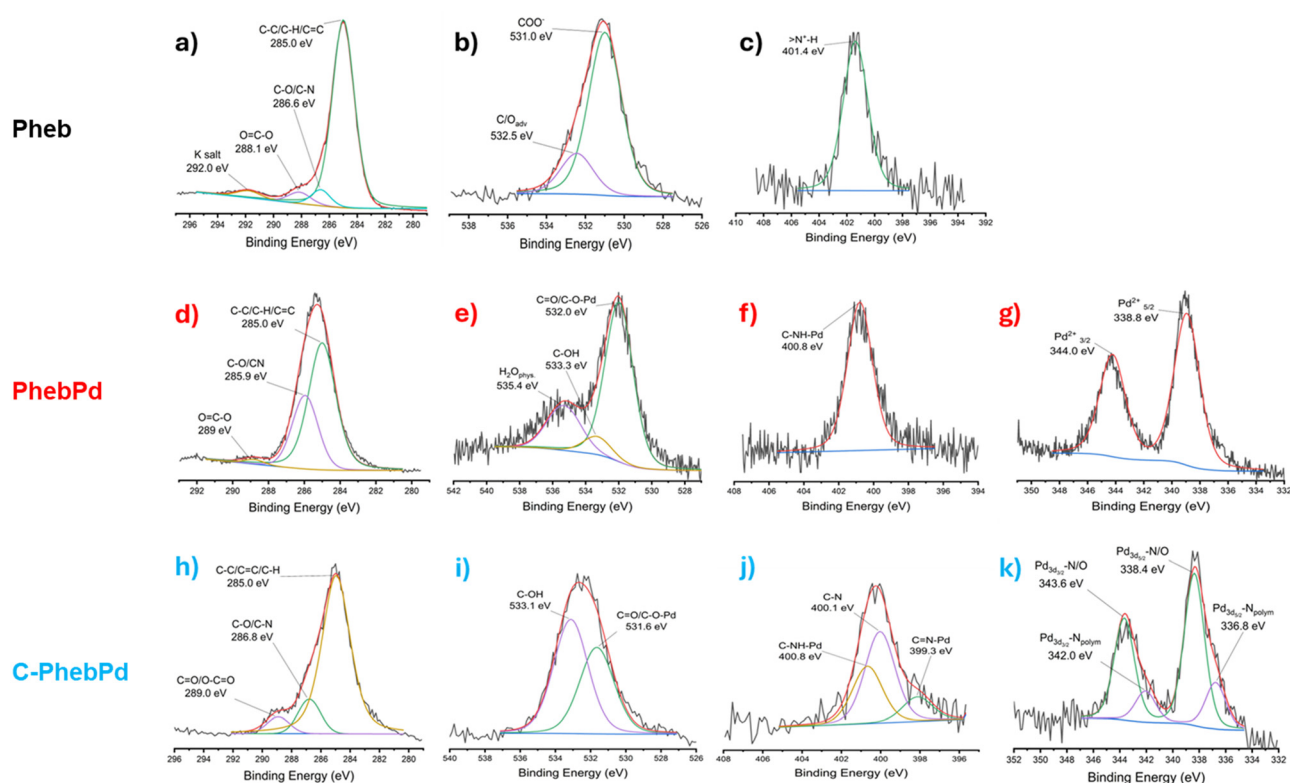 Pheb
a)
C-C/C-H/C=C
285.0 eV
C-O/C-N
286.6 eV
O=C-O
288.1 eV
K salt
292.0 eV
296 294 292 290 288 286 284 282 280
Binding Energy (eV)
b)
COO⁻
531.0 eV
C/Oadv
532.5 eV
538 536 534 532 530 528 526
Binding Energy (eV)
c)
>N⁺-H
401.4 eV
410 408 406 404 402 400 398 396 394 392
Binding Energy (eV)
PhebPd
d)
C-C/C-H/C=C
285.0 eV
C-O/CN
285.9 eV
O=C-O
289 eV
292 290 288 286 284 282 280
Binding Energy (eV)
e)
C=O/C-O-Pd
532.0 eV
C-OH
533.3 eV
H₂Ophys.
535.4 eV
542 540 538 536 534 532 530 528
Binding Energy (eV)
f)
C-NH-Pd
400.8 eV
408 406 404 402 400 398 396 394
Binding Energy (eV)
g)
Pd²⁺ 5/2
338.8 eV
Pd²⁺ 3/2
344.0 eV
350 348 346 344 342 340 338 336 334 332
Binding Energy (eV)
C-PhebPd
h)
C-C/C=C/C-H
285.0 eV
C-O/C-N
286.8 eV
C=O/O-C=O
289.0 eV
296 294 292 290 288 286 284 282 280
Binding Energy (eV)
i)
C-OH
533.1 eV
C=O/C-O-Pd
531.6 eV
540 538 536 534 532 530 528 526
Binding Energy (eV)
j)
C-N
400.1 eV
C=N-Pd
399.3 eV
C-NH-Pd
400.8 eV
408 406 404 402 400 398 396
Binding Energy (eV)
k)
Pd3d5/2-N/O
338.4 eV
Pd3d3/2-N/O
343.6 eV
Pd3d5/2-Npolym
336.8 eV
342.0 eV
352 350 348 346 344 342 340 338 336 334 332
Binding Energy (eV)